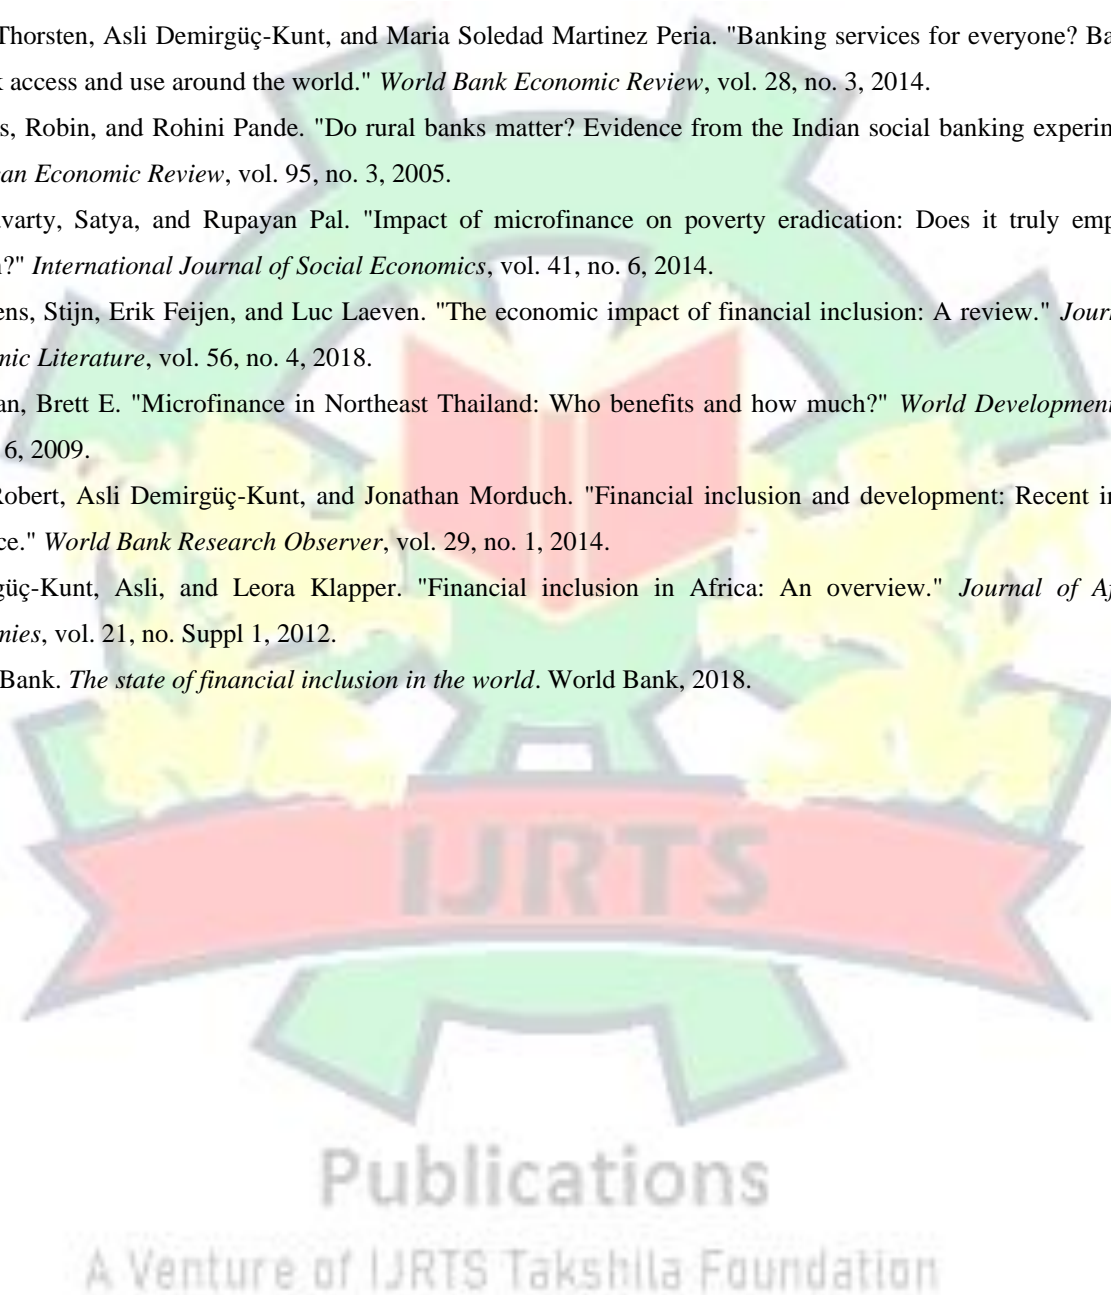 Thorsten, Asli Demirgüç-Kunt, and Maria Soledad Martinez Peria. "Banking services for everyone? Ba
access and use around the world." World Bank Economic Review, vol. 28, no. 3, 2014.
s, Robin, and Rohini Pande. "Do rural banks matter? Evidence from the Indian social banking experin
an Economic Review, vol. 95, no. 3, 2005.
varty, Satya, and Rupayan Pal. "Impact of microfinance on poverty eradication: Does it truly emp
?" International Journal of Social Economics, vol. 41, no. 6, 2014.
ens, Stijn, Erik Feijen, and Luc Laeven. "The economic impact of financial inclusion: A review." Journ
mic Literature, vol. 56, no. 4, 2018.
an, Brett E. "Microfinance in Northeast Thailand: Who benefits and how much?" World Development
6, 2009.
Robert, Asli Demirgüç-Kunt, and Jonathan Morduch. "Financial inclusion and development: Recent in
ce." World Bank Research Observer, vol. 29, no. 1, 2014.
güç-Kunt, Asli, and Leora Klapper. "Financial inclusion in Africa: An overview." Journal of Af
mies, vol. 21, no. Suppl 1, 2012.
Bank. The state of financial inclusion in the world. World Bank, 2018.
IJRTS
Publications
A Venture of IJRTS Takshila Foundation